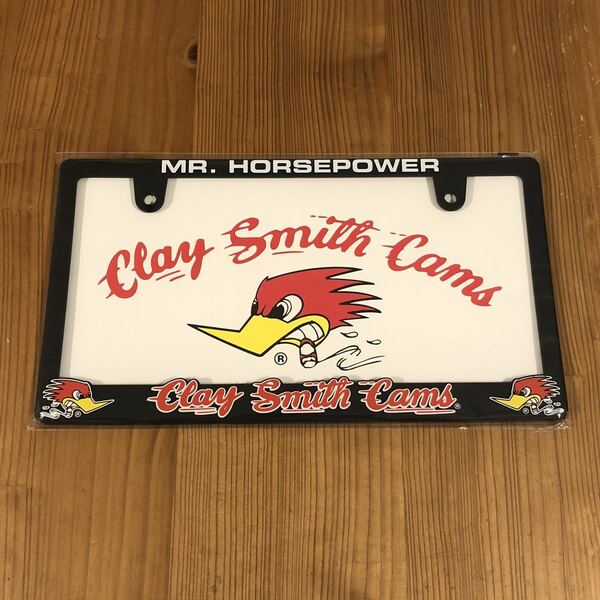 MR. HORSEPOWER
Clay Smith Cams
®
Clay Smith Cams®